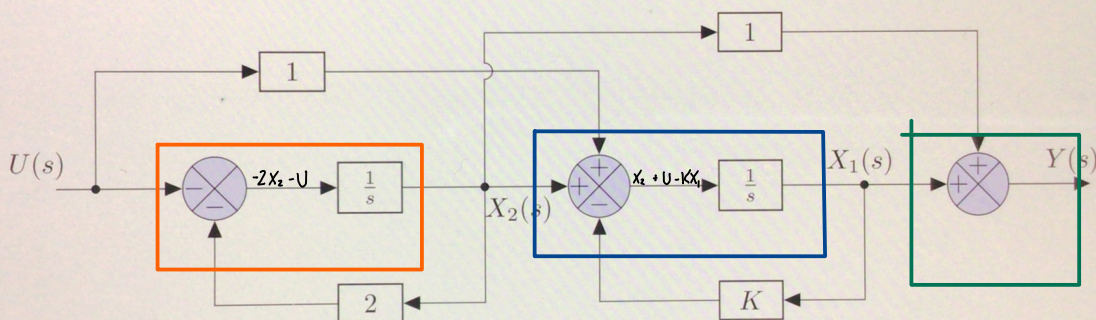 1
1
U(s)
-2X₂ - U
1/s
X₂(s)
X₂ + U - KX₁
1/s
X₁(s)
Y(s)
2
K
− − + + − + +